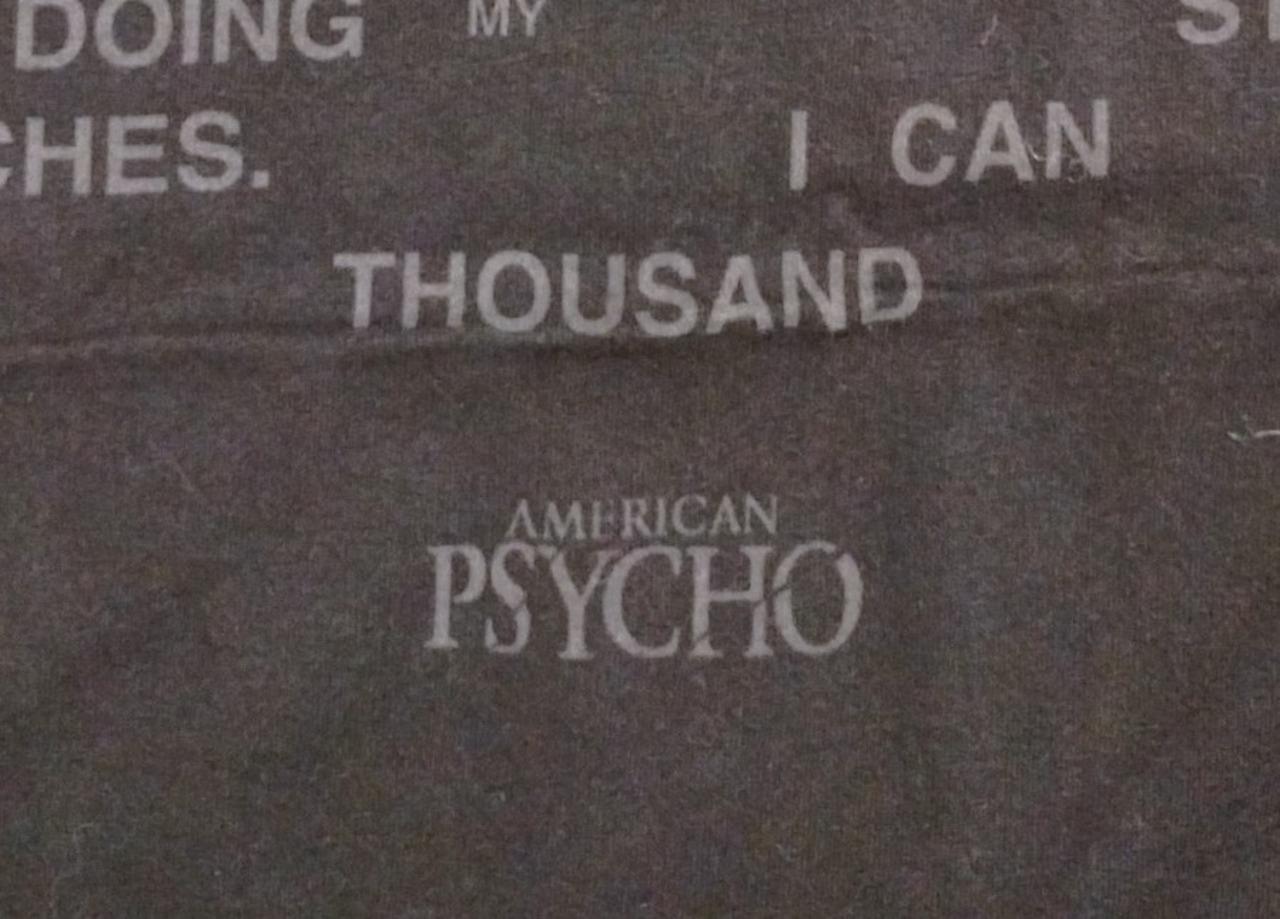 DOING MY
CHES. I CAN
THOUSAND
AMERICAN
PSYCHO